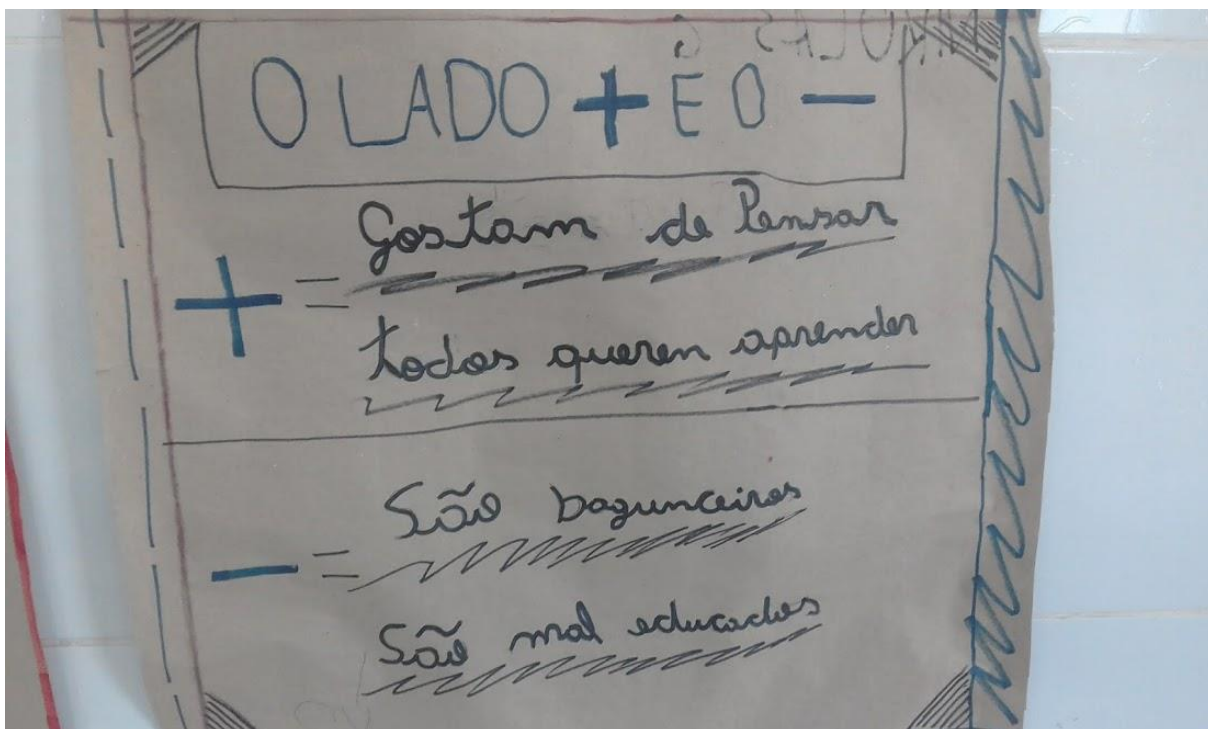 O LADO + E O -
+ = Gostam de Pensar
todos queren aprender
- = São bagunceiros
São mal educados